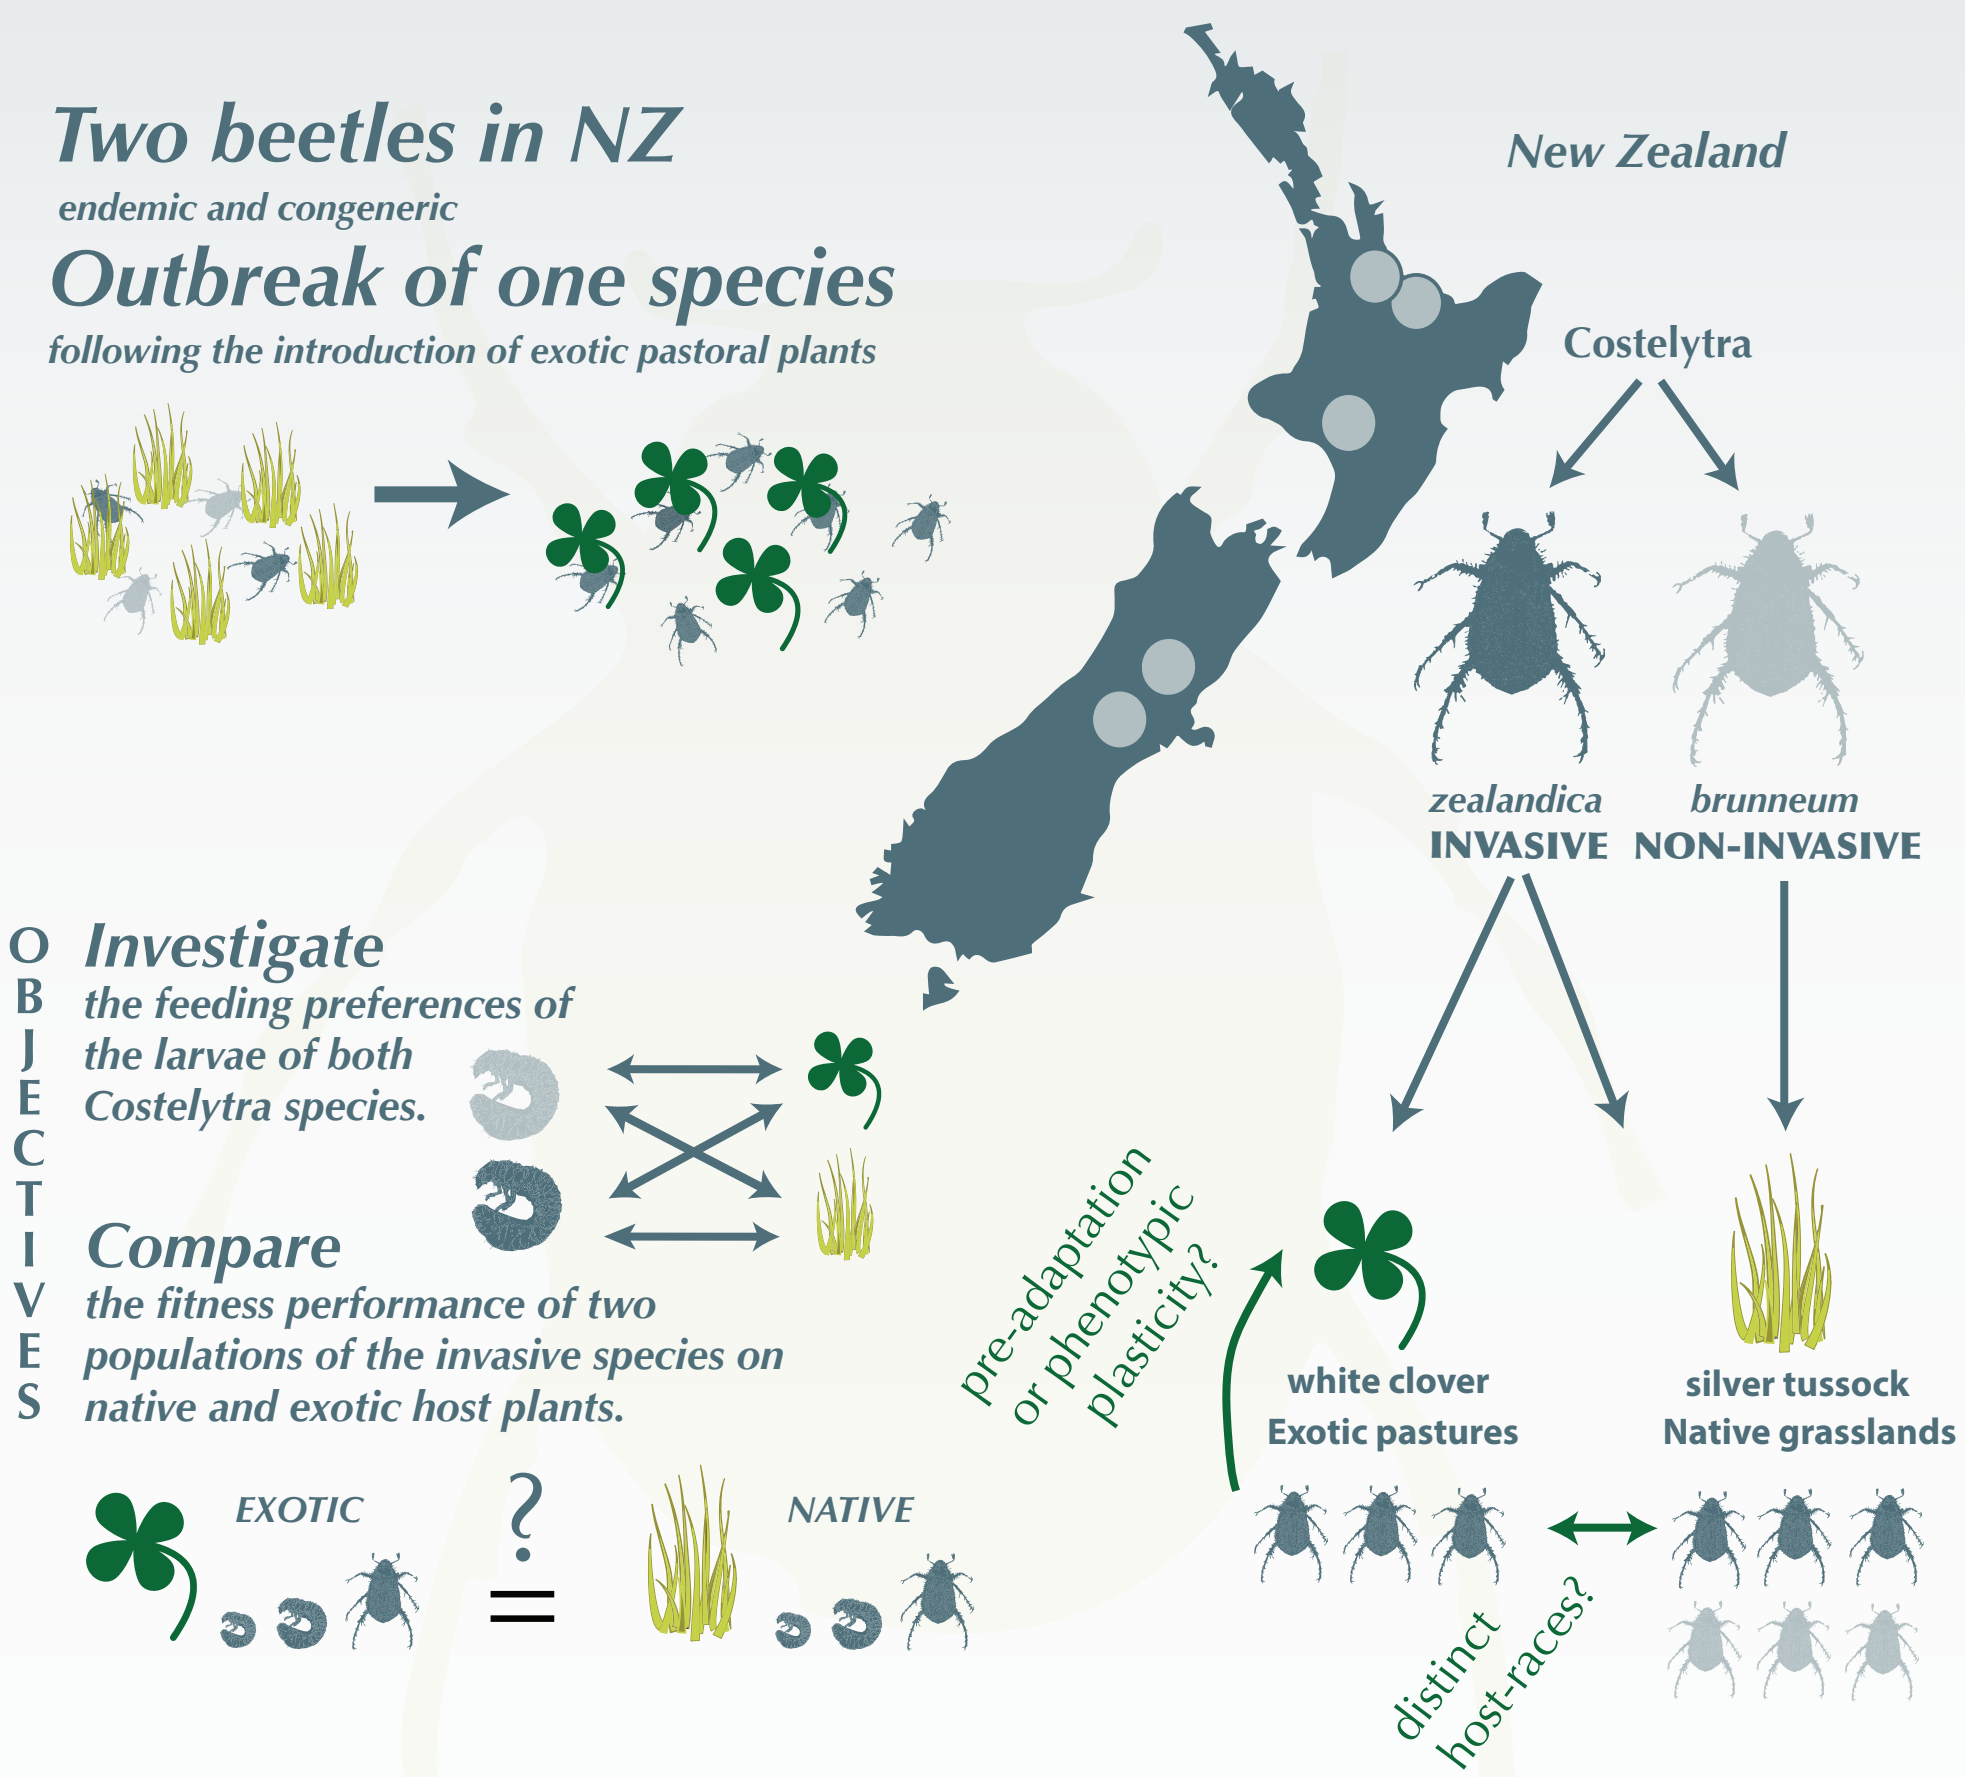 Two beetles in NZ
endemic and congeneric
Outbreak of one species
following the introduction of exotic pastoral plants
New Zealand
Costelytra
zealandica
INVASIVE
brunneum
NON-INVASIVE
OBJECTIVES
Investigate
the feeding preferences of
the larvae of both
Costelytra species.
Compare
the fitness performance of two
populations of the invasive species on
native and exotic host plants.
EXOTIC
?
=
NATIVE
pre-adaptation
or phenotypic
plasticity?
white clover
Exotic pastures
silver tussock
Native grasslands
distinct
host-races?